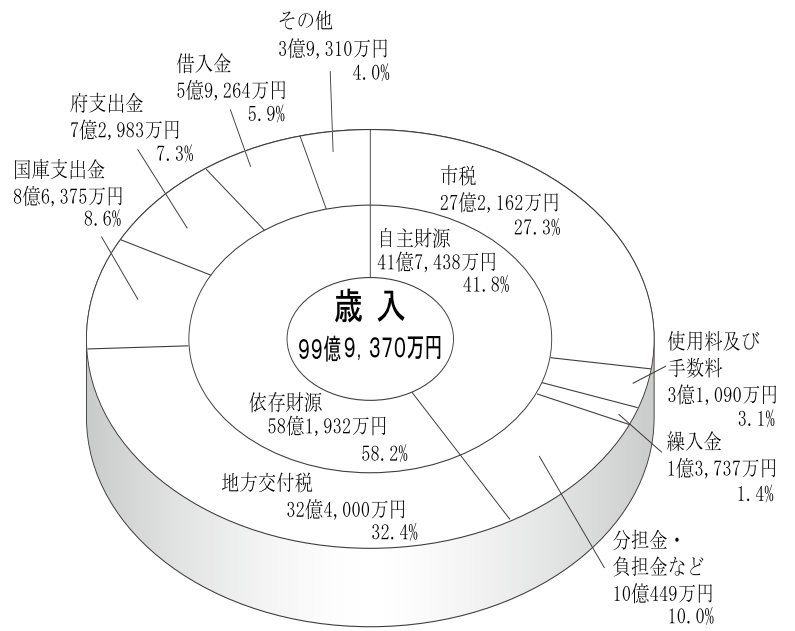 その他
3億9,310万円
4.0%
借入金
5億9,264万円
5.9%
府支出金
7億2,983万円
7.3%
国庫支出金
8億6,375万円
8.6%
市税
27億2,162万円
27.3%
自主財源
41億7,438万円
41.8%
歳入
99億9,370万円
使用料及び
手数料
3億1,090万円
3.1%
繰入金
1億3,737万円
1.4%
依存財源
58億1,932万円
58.2%
地方交付税
32億4,000万円
32.4%
分担金・
負担金など
10億449万円
10.0%